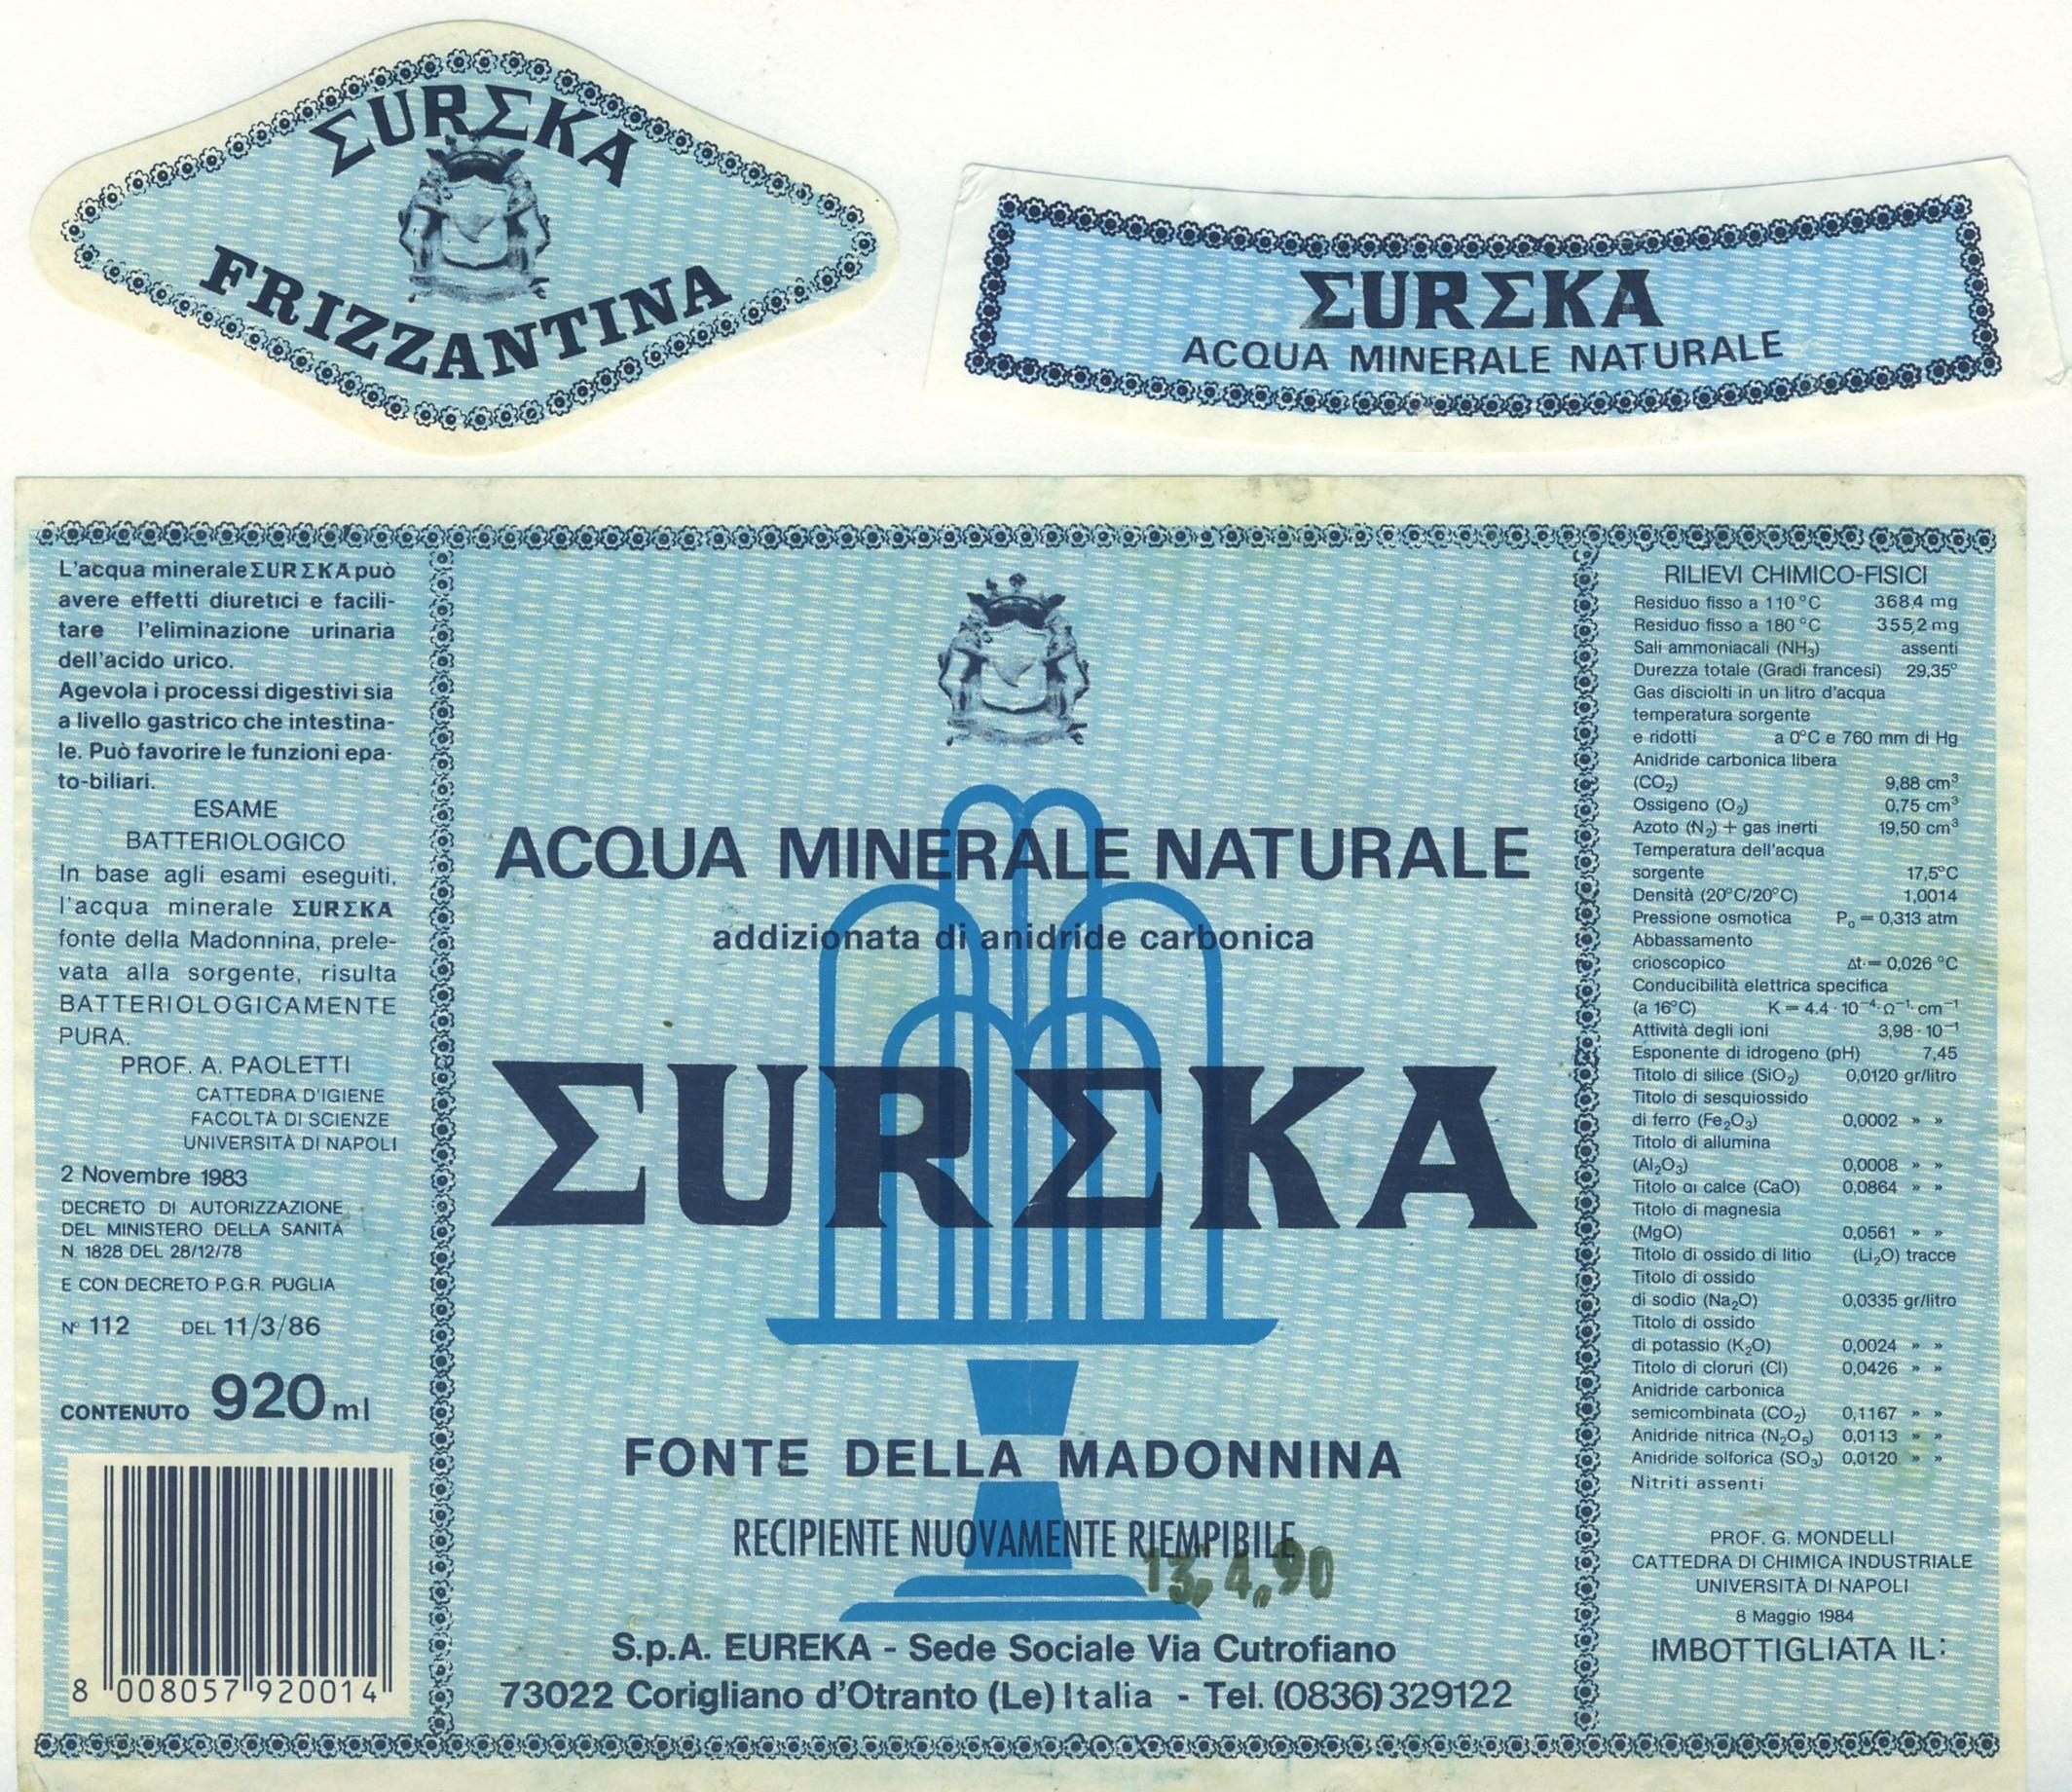 ΣURΣKA
FRIZZANTINA
ΣURΣKA
ACQUA MINERALE NATURALE
L'acqua minerale ΣURΣKA può
avere effetti diuretici e facili-
tare l'eliminazione urinaria
dell'acido urico.
Agevola i processi digestivi sia
a livello gastrico che intestina-
le. Può favorire le funzioni epa-
to-biliari.
ESAME
BATTERIOLOGICO
In base agli esami eseguiti,
l'acqua minerale ΣURΣKA
fonte della Madonnina, prele-
vata alla sorgente, risulta
BATTERIOLOGICAMENTE
PURA.
PROF. A. PAOLETTI
CATTEDRA D'IGIENE
FACOLTÀ DI SCIENZE
UNIVERSITÀ DI NAPOLI
2 Novembre 1983
DECRETO DI AUTORIZZAZIONE
DEL MINISTERO DELLA SANITÀ
N. 1828 DEL 28/12/78
E CON DECRETO P.G.R. PUGLIA
N° 112 DEL 11/3/86
CONTENUTO 920 ml
8 008057 920014
ACQUA MINERALE NATURALE
addizionata di anidride carbonica
ΣURΣKA
FONTE DELLA MADONNINA
RECIPIENTE NUOVAMENTE RIEMPIBILE
13.4.90
S.p.A. EUREKA - Sede Sociale Via Cutrofiano
73022 Corigliano d'Otranto (Le) Italia - Tel. (0836) 329122
RILIEVI CHIMICO-FISICI
Residuo fisso a 110 °C 368,4 mg
Residuo fisso a 180 °C 355,2 mg
Sali ammoniacali (NH₃) assenti
Durezza totale (Gradi francesi) 29,35°
Gas disciolti in un litro d'acqua
temperatura sorgente
e ridotti a 0°C e 760 mm di Hg
Anidride carbonica libera
(CO₂) 9,88 cm³
Ossigeno (O₂) 0,75 cm³
Azoto (N₂) + gas inerti 19,50 cm³
Temperatura dell'acqua
sorgente 17,5°C
Densità (20°C/20°C) 1,0014
Pressione osmotica Pₒ = 0,313 atm
Abbassamento
crioscopico Δt = 0,026 °C
Conducibilità elettrica specifica
(a 16°C) K = 4.4 · 10⁻⁴ · Ω⁻¹ · cm⁻¹
Attività degli ioni 3,98 · 10⁻¹
Esponente di idrogeno (pH) 7,45
Titolo di silice (SiO₂) 0,0120 gr/litro
Titolo di sesquiossido
di ferro (Fe₂O₃) 0,0002 » »
Titolo di allumina
(Al₂O₃) 0,0008 » »
Titolo di calce (CaO) 0,0864 » »
Titolo di magnesia
(MgO) 0,0561 » »
Titolo di ossido di litio (Li₂O) tracce
Titolo di ossido
di sodio (Na₂O) 0,0335 gr/litro
Titolo di ossido
di potassio (K₂O) 0,0024 » »
Titolo di cloruri (Cl) 0,0426 » »
Anidride carbonica
semicombinata (CO₂) 0,1167 » »
Anidride nitrica (N₂O₅) 0,0113 » »
Anidride solforica (SO₃) 0,0120 » »
Nitriti assenti
PROF. G. MONDELLI
CATTEDRA DI CHIMICA INDUSTRIALE
UNIVERSITÀ DI NAPOLI
8 Maggio 1984
IMBOTTIGLIATA IL: